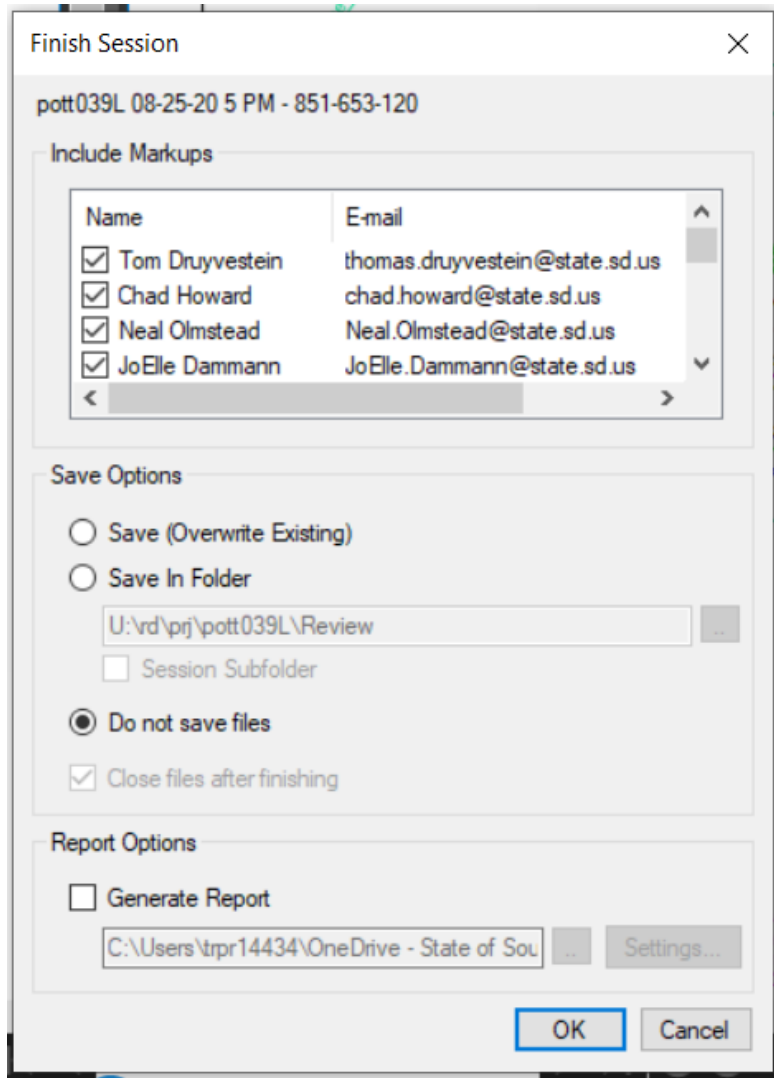 Finish Session
pott039L 08-25-20 5 PM - 851-653-120
Include Markups
Name E-mail
Tom Druyvestein thomas.druyvestein@state.sd.us
Chad Howard chad.howard@state.sd.us
Neal Olmstead Neal.Olmstead@state.sd.us
JoElle Dammann JoElle.Dammann@state.sd.us
Save Options
Save (Overwrite Existing)
Save In Folder
U:\rd\prj\pott039L\Review ..
Session Subfolder
Do not save files
Close files after finishing
Report Options
Generate Report
C:\Users\trpr14434\OneDrive - State of Sou .. Settings...
OK Cancel